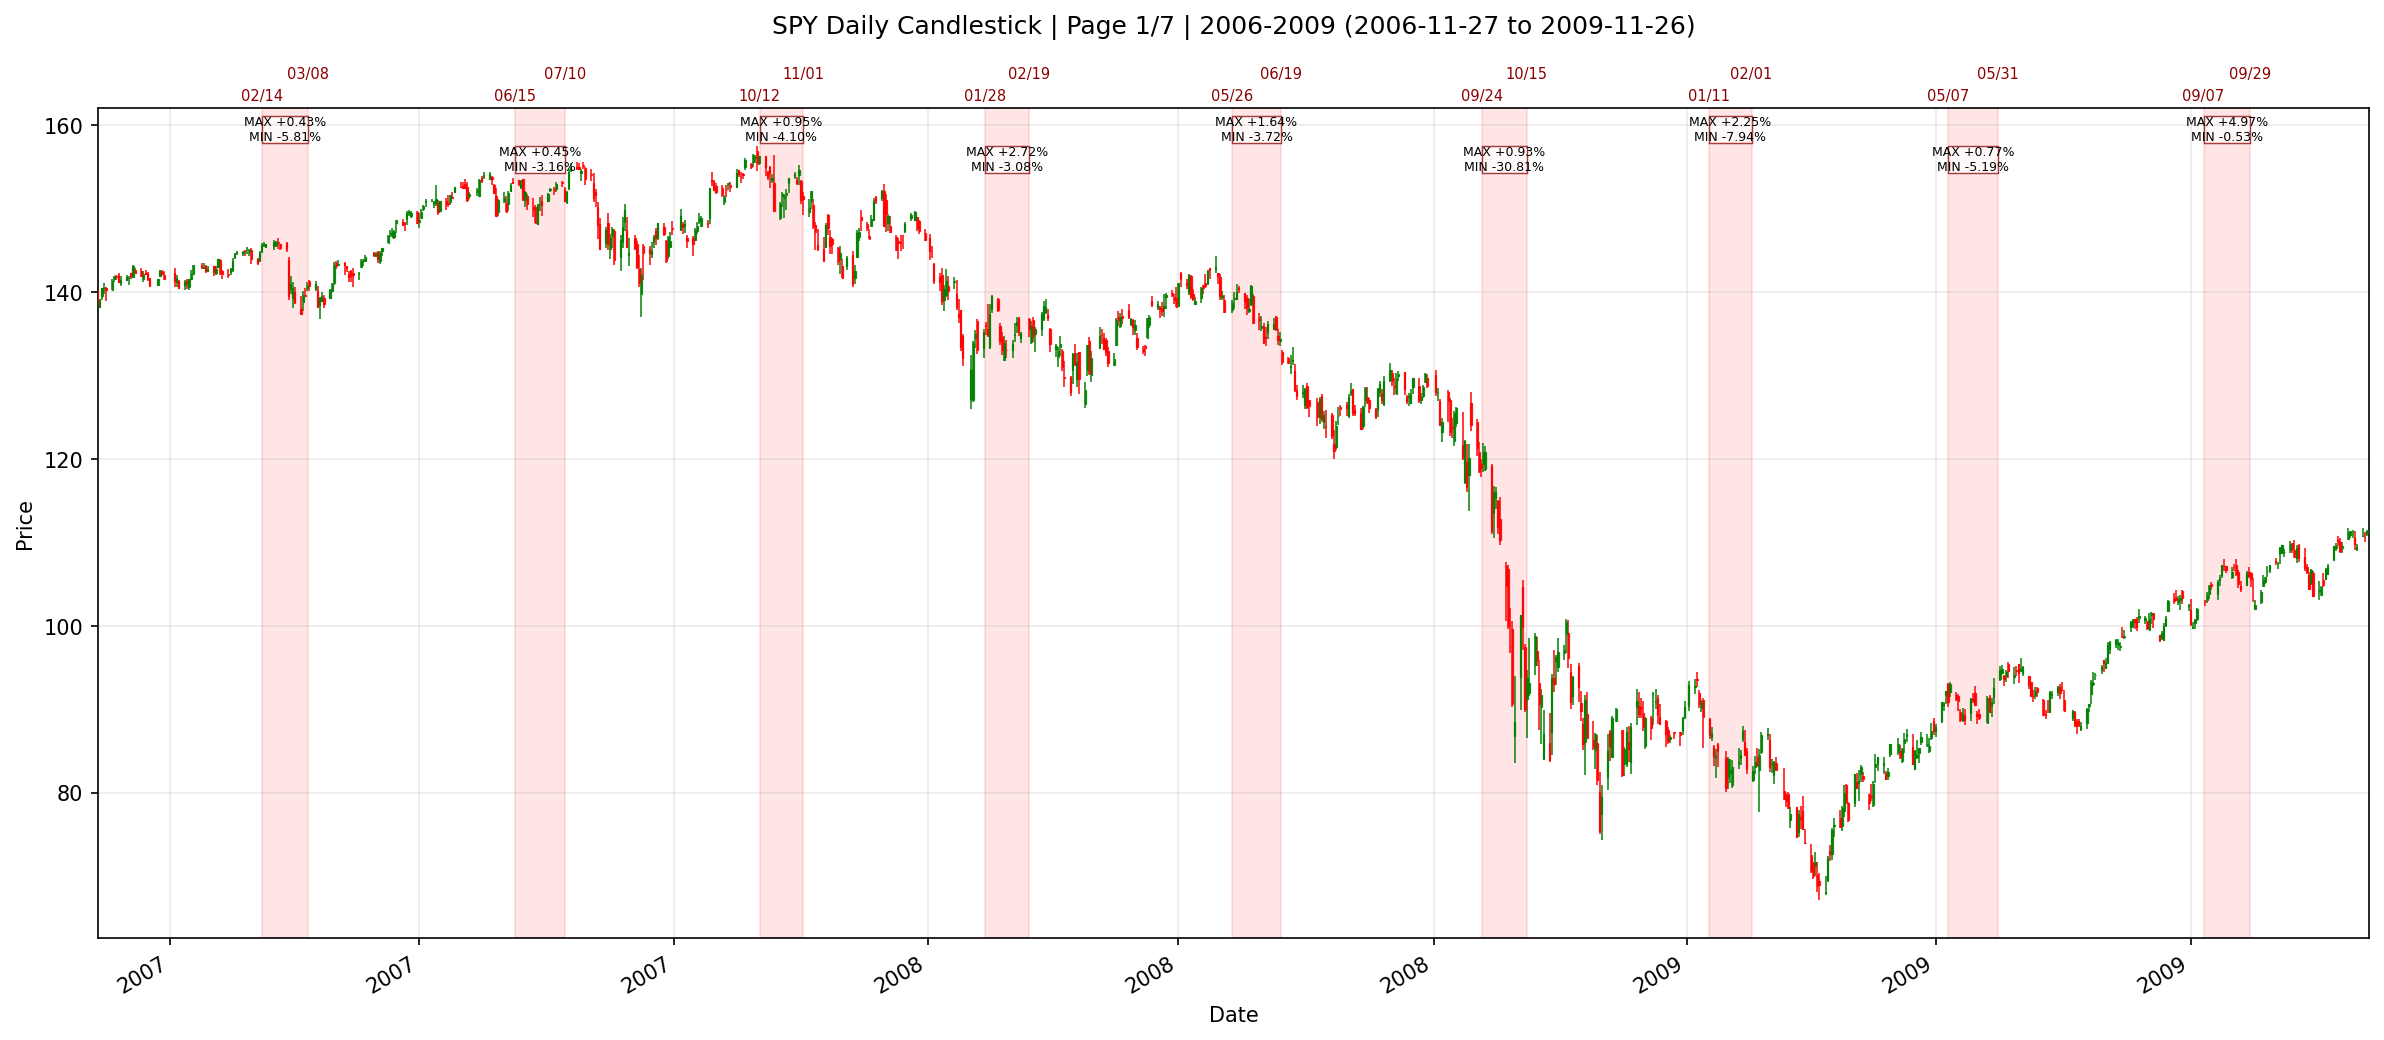 SPY Daily Candlestick | Page 1/7 | 2006-2009 (2006-11-27 to 2009-11-26)
03/08 07/10 11/01 02/19 06/19 10/15 02/01 05/31 09/29
02/14 06/15 10/12 01/28 05/26 09/24 01/11 05/07 09/07
MAX +0.43% MAX +0.95% MAX +1.64% MAX +2.25% MAX +4.97%
MIN -5.81% MIN -4.10% MIN -3.72% MIN -7.94% MIN -0.53%
MAX +0.45% MAX +2.72% MAX +0.93% MAX +0.77%
MIN -3.16% MIN -3.08% MIN -30.81% MIN -5.19%
160
140
120
100
80
Price
2007 2007 2007 2008 2008 2008 2009 2009 2009
Date